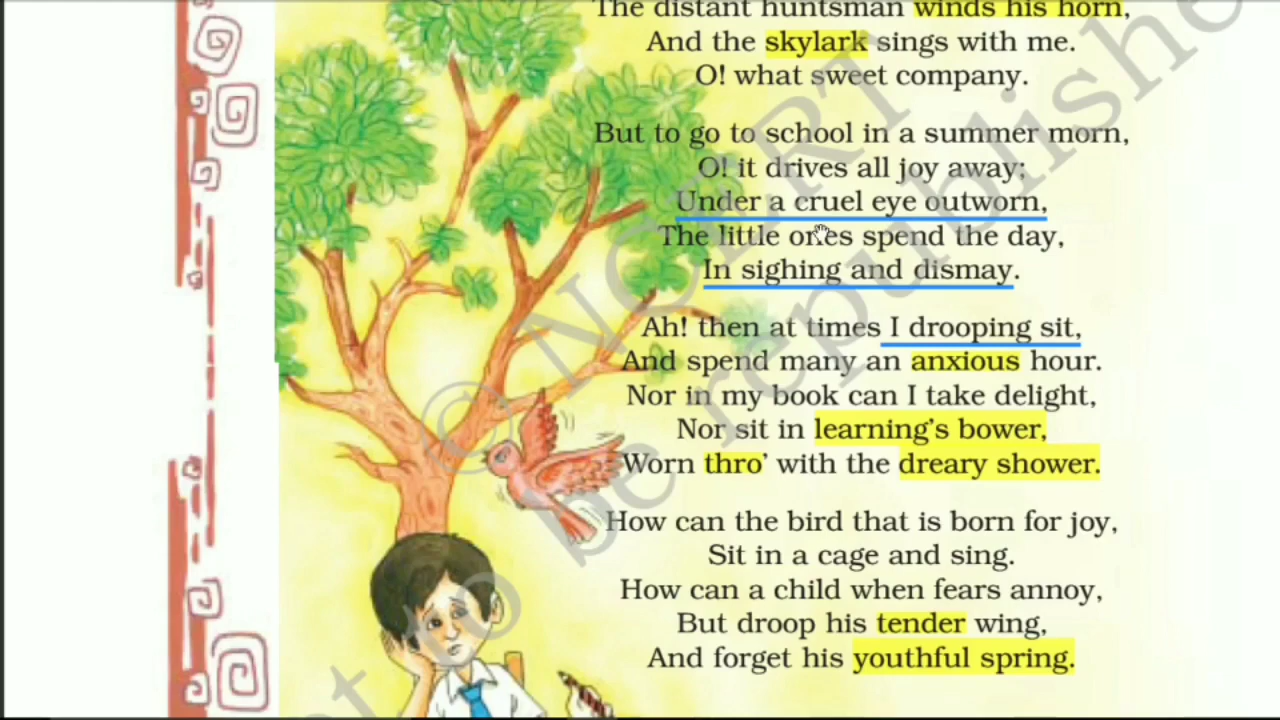 The distant huntsman winds his horn,
And the skylark sings with me.
O! what sweet company.
But to go to school in a summer morn,
O! it drives all joy away;
Under a cruel eye outworn,
The little ones spend the day,
In sighing and dismay.
Ah! then at times I drooping sit,
And spend many an anxious hour.
Nor in my book can I take delight,
Nor sit in learning's bower,
Worn thro' with the dreary shower.
How can the bird that is born for joy,
Sit in a cage and sing.
How can a child when fears annoy,
But droop his tender wing,
And forget his youthful spring.
© NCERT
not to be republished